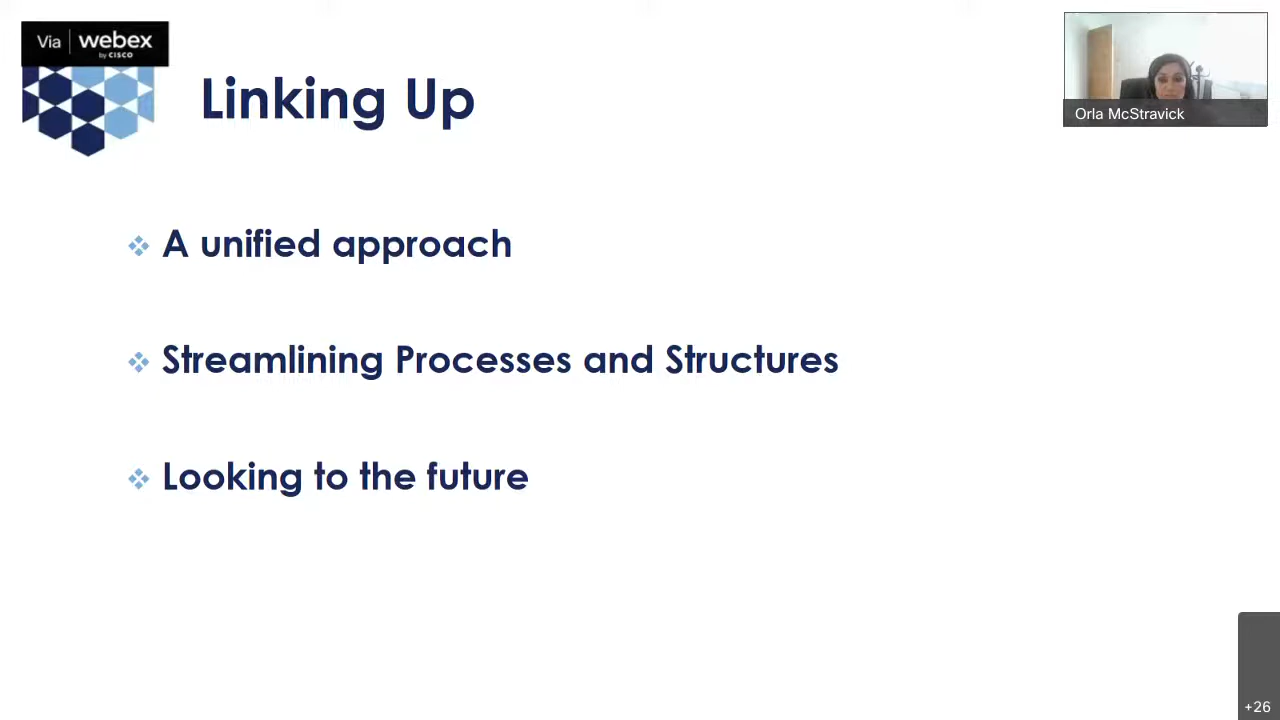 Via webex
by CISCO
Linking Up
Orla McStravick
A unified approach
Streamlining Processes and Structures
Looking to the future
+26